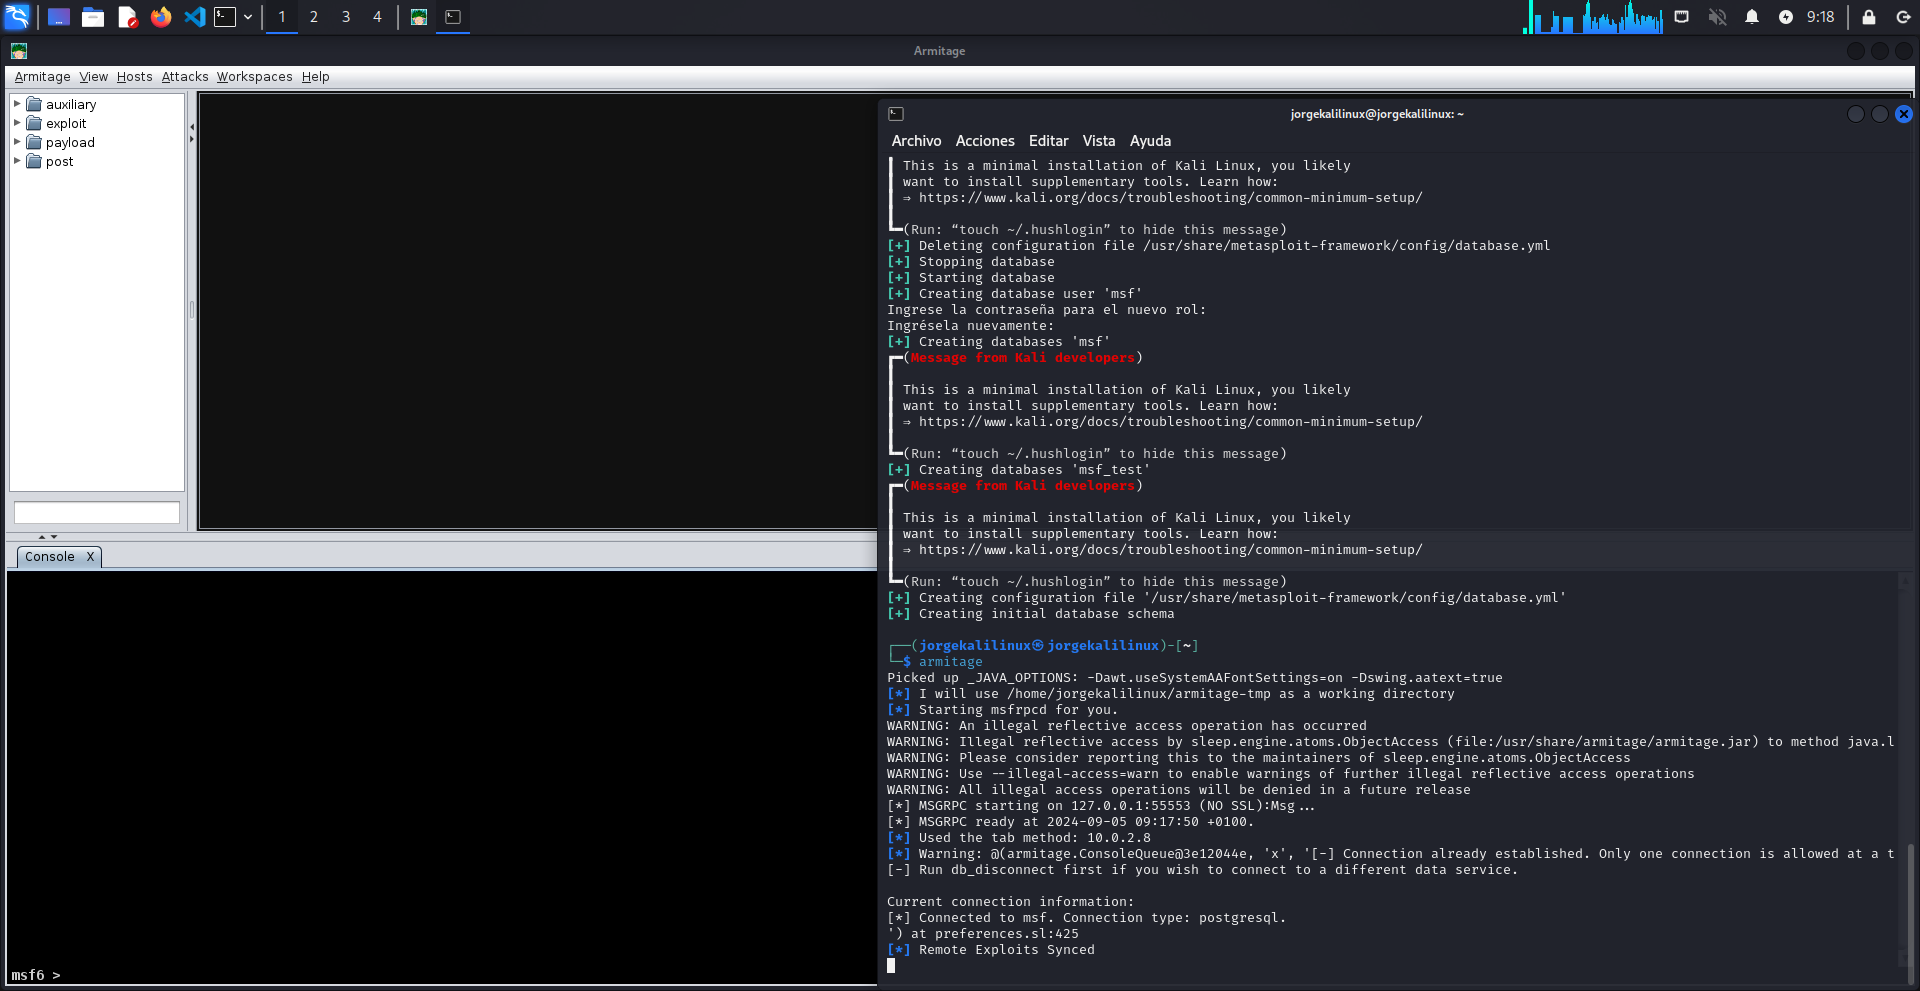 1 2 3 4
9:18
Armitage
Armitage View Hosts Attacks Workspaces Help
auxiliary
exploit
payload
post
Console X
msf6 >
jorgekalilinux@jorgekalilinux: ~
Archivo Acciones Editar Vista Ayuda
This is a minimal installation of Kali Linux, you likely
want to install supplementary tools. Learn how:
⇒ https://www.kali.org/docs/troubleshooting/common-minimum-setup/
(Run: “touch ~/.hushlogin” to hide this message)
[+] Deleting configuration file /usr/share/metasploit-framework/config/database.yml
[+] Stopping database
[+] Starting database
[+] Creating database user 'msf'
Ingrese la contraseña para el nuevo rol:
Ingrésela nuevamente:
[+] Creating databases 'msf'
(Message from Kali developers)
This is a minimal installation of Kali Linux, you likely
want to install supplementary tools. Learn how:
⇒ https://www.kali.org/docs/troubleshooting/common-minimum-setup/
(Run: “touch ~/.hushlogin” to hide this message)
[+] Creating databases 'msf_test'
(Message from Kali developers)
This is a minimal installation of Kali Linux, you likely
want to install supplementary tools. Learn how:
⇒ https://www.kali.org/docs/troubleshooting/common-minimum-setup/
(Run: “touch ~/.hushlogin” to hide this message)
[+] Creating configuration file '/usr/share/metasploit-framework/config/database.yml'
[+] Creating initial database schema
┌──(jorgekalilinux㉿jorgekalilinux)-[~]
└─$ armitage
Picked up _JAVA_OPTIONS: -Dawt.useSystemAAFontSettings=on -Dswing.aatext=true
[*] I will use /home/jorgekalilinux/armitage-tmp as a working directory
[*] Starting msfrpcd for you.
WARNING: An illegal reflective access operation has occurred
WARNING: Illegal reflective access by sleep.engine.atoms.ObjectAccess (file:/usr/share/armitage/armitage.jar) to method java.l
WARNING: Please consider reporting this to the maintainers of sleep.engine.atoms.ObjectAccess
WARNING: Use --illegal-access=warn to enable warnings of further illegal reflective access operations
WARNING: All illegal access operations will be denied in a future release
[*] MSGRPC starting on 127.0.0.1:55553 (NO SSL):Msg...
[*] MSGRPC ready at 2024-09-05 09:17:50 +0100.
[*] Used the tab method: 10.0.2.8
[*] Warning: @(armitage.ConsoleQueue@3e12044e, 'x', '[-] Connection already established. Only one connection is allowed at a t
[-] Run db_disconnect first if you wish to connect to a different data service.
Current connection information:
[*] Connected to msf. Connection type: postgresql.
') at preferences.sl:425
[*] Remote Exploits Synced